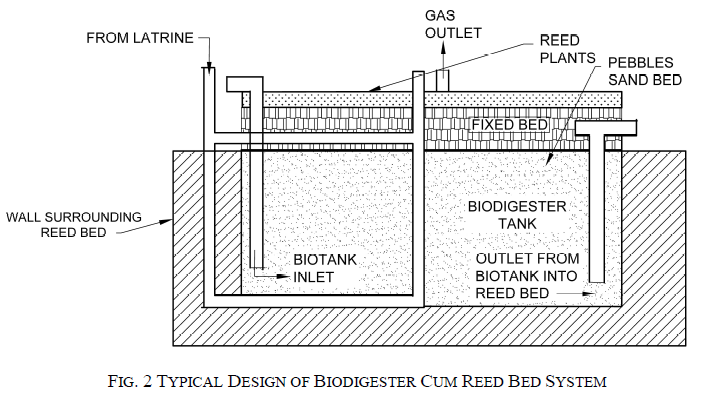 GAS
OUTLET
FROM LATRINE
REED
PLANTS
PEBBLES
SAND BED
FIXED BED
BIODIGESTER
TANK
WALL SURROUNDING
REED BED
BIOTANK
INLET
OUTLET FROM
BIOTANK INTO
REED BED
FIG. 2 TYPICAL DESIGN OF BIODIGESTER CUM REED BED SYSTEM